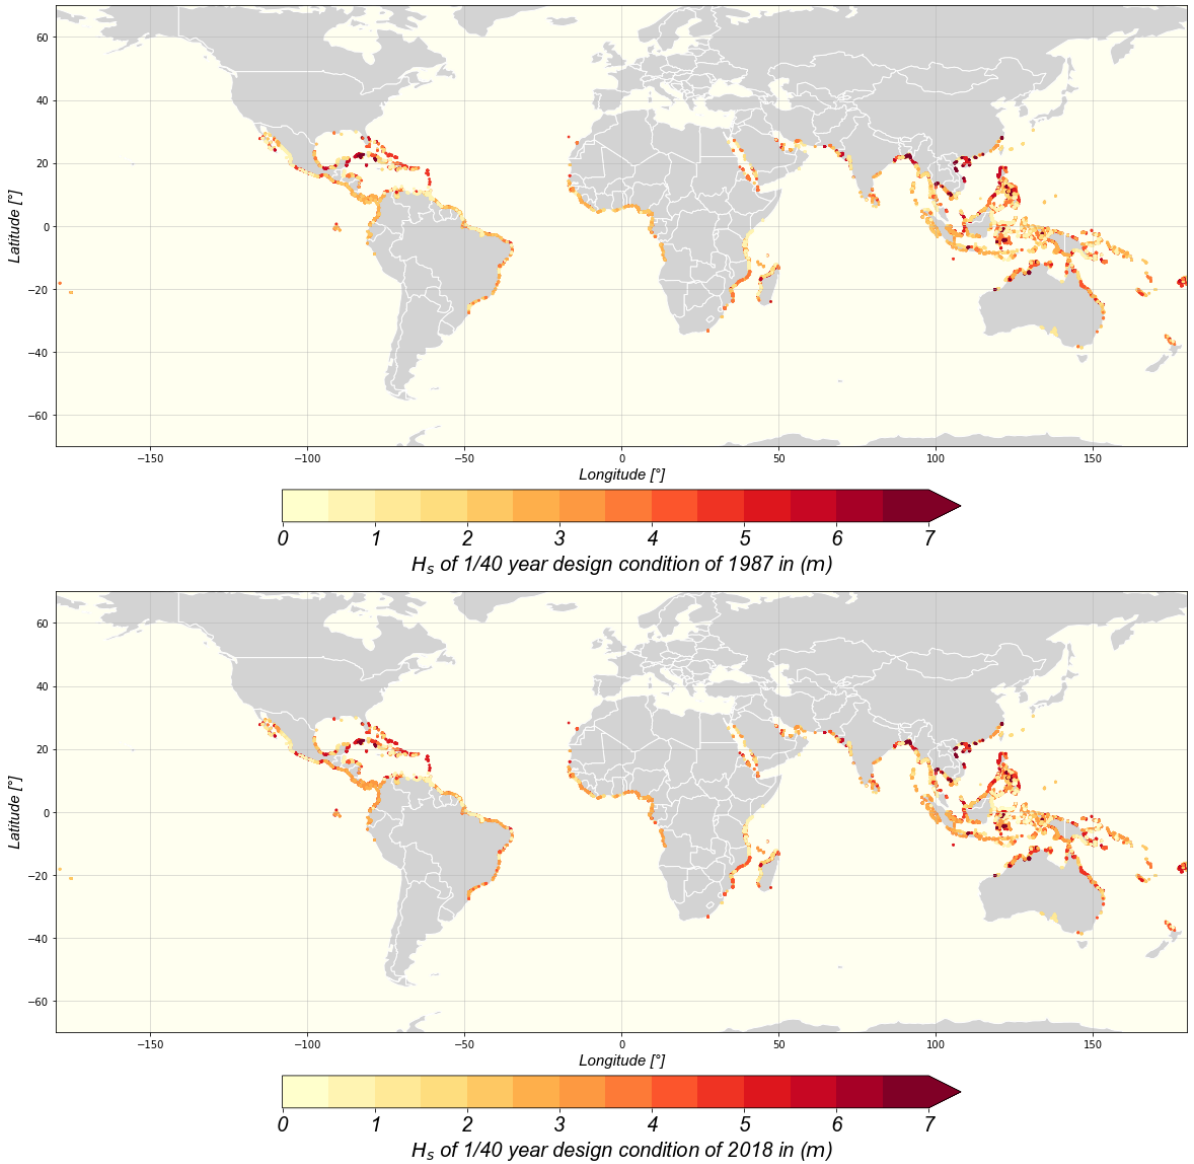 60
40
20
0
−20
−40
−60
Latitude [°]
−150 −100 −50 0 50 100 150
Longitude [°]
0 1 2 3 4 5 6 7
Hs of 1/40 year design condition of 1987 in (m)
60
40
20
0
−20
−40
−60
Latitude [°]
−150 −100 −50 0 50 100 150
Longitude [°]
0 1 2 3 4 5 6 7
Hs of 1/40 year design condition of 2018 in (m)